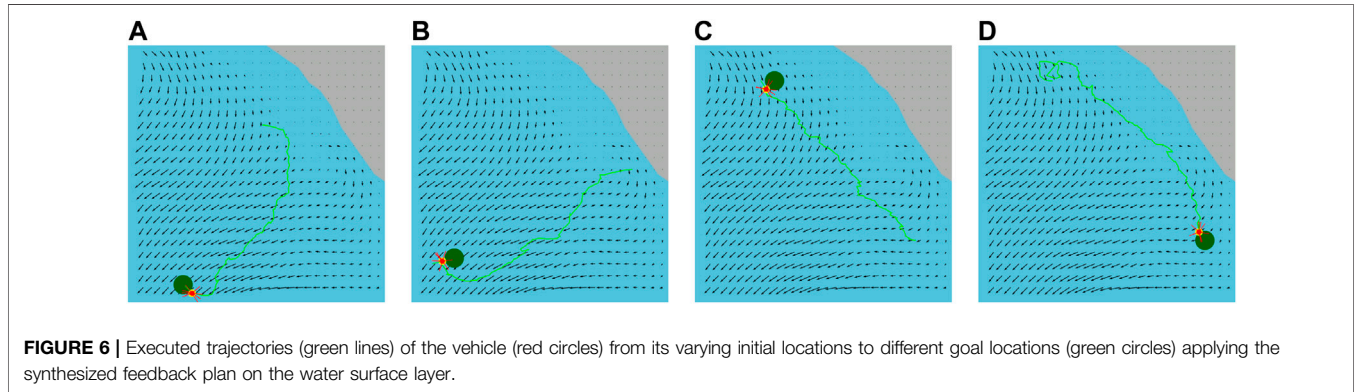 A B C D
FIGURE 6 | Executed trajectories (green lines) of the vehicle (red circles) from its varying initial locations to different goal locations (green circles) applying the
synthesized feedback plan on the water surface layer.